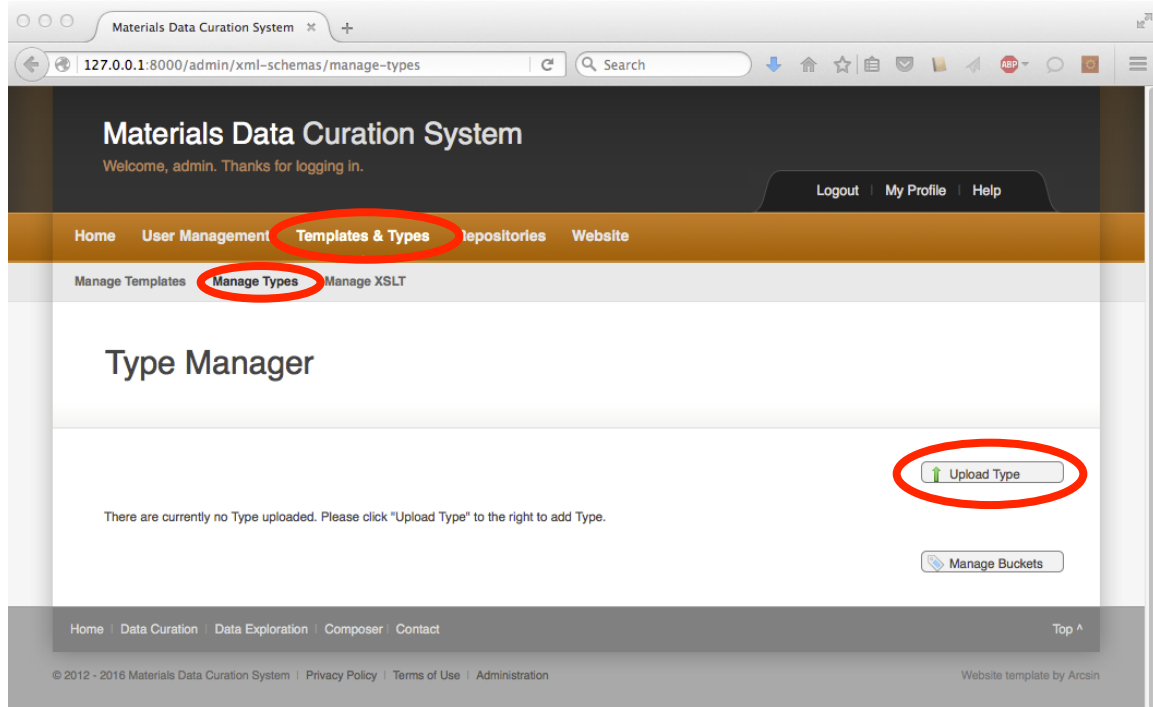 Materials Data Curation System
127.0.0.1:8000/admin/xml-schemas/manage-types Search ABP
Materials Data Curation System
Welcome, admin. Thanks for logging in.
Logout | My Profile | Help
Home User Management Templates & Types Repositories Website
Manage Templates Manage Types Manage XSLT
Type Manager
Upload Type
There are currently no Type uploaded. Please click "Upload Type" to the right to add Type.
Manage Buckets
Home | Data Curation | Data Exploration | Composer | Contact Top ^
© 2012 - 2016 Materials Data Curation System | Privacy Policy | Terms of Use | Administration Website template by Arcsin